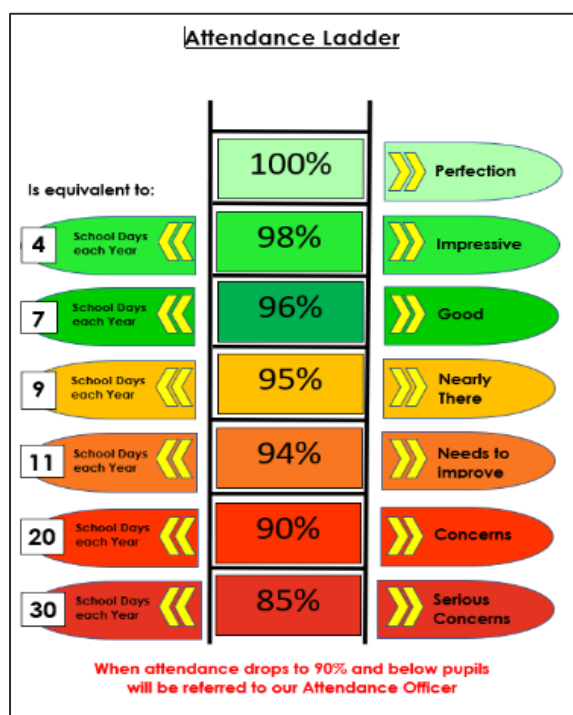 Attendance Ladder
100%
Perfection
Is equivalent to:
4
School Days
each Year
98%
Impressive
7
School Days
each Year
96%
Good
9
School Days
each Year
95%
Nearly
There
11
School Days
each Year
94%
Needs to
improve
20
School Days
each Year
90%
Concerns
30
School Days
each Year
85%
Serious
Concerns
When attendance drops to 90% and below pupils
will be referred to our Attendance Officer